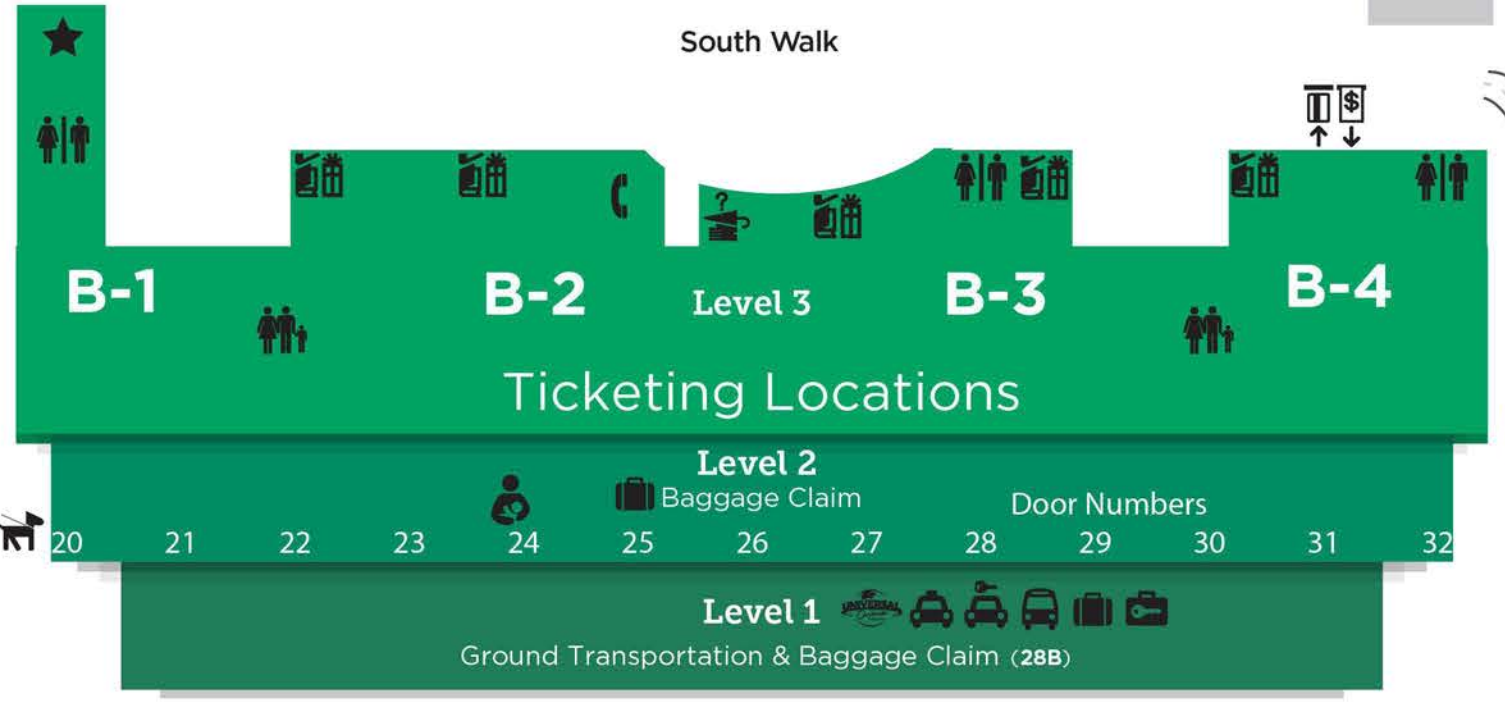 South Walk
$
?
B-1
B-2
Level 3
B-3
B-4
Ticketing Locations
Level 2
Baggage Claim
Door Numbers
20 21 22 23 24 25 26 27 28 29 30 31 32
Level 1
UNIVERSAL
Ground Transportation & Baggage Claim (28B)